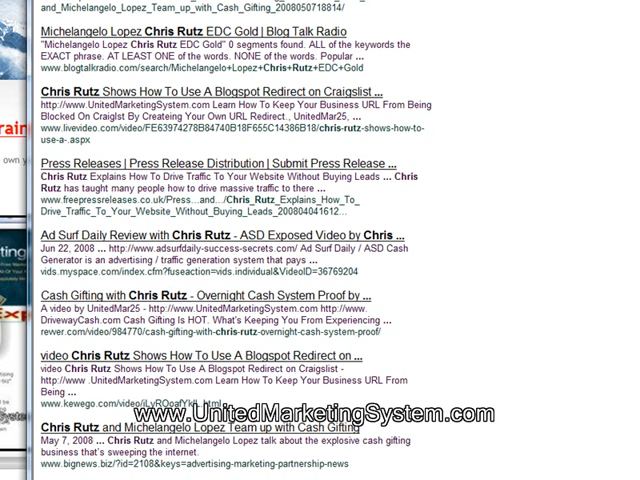 and_Michelangelo_Lopez_Team_up_with_Cash_Gifting_2008050718814/
Michelangelo Lopez Chris Rutz EDC Gold | Blog Talk Radio
"Michelangelo Lopez Chris Rutz EDC Gold" 0 segments found. ALL of the keywords the
EXACT phrase. AT LEAST ONE of the words. NONE of the words. Popular ...
www.blogtalkradio.com/search/Michelangelo+Lopez+Chris+Rutz+EDC+Gold
Chris Rutz Shows How To Use A Blogspot Redirect on Craigslist ...
http://www.UnitedMarketingSystem.com Learn How To Keep Your Business URL From Being
Blocked On Craiglst By Createing Your Own URL Redirect., UnitedMar25, ...
www.livevideo.com/video/FE63974278B84740B18F655C14386B18/chris-rutz-shows-how-to-
use-a-.aspx
Press Releases | Press Release Distribution | Submit Press Release ...
Chris Rutz Explains How To Drive Traffic To Your Website Without Buying Leads ... Chris
Rutz has taught many people how to drive massive traffic to there ...
www.freepressreleases.co.uk/Press...and.../Chris_Rutz_Explains_How_To_
Drive_Traffic_To_Your_Website_Without_Buying_Leads_200804041612...
Ad Surf Daily Review with Chris Rutz - ASD Exposed Video by Chris ...
Jun 22, 2008 ... http://www.adsurfdaily-success-secrets.com/ Ad Surf Daily / ASD Cash
Generator is an advertising / traffic generation system that pays ...
vids.myspace.com/index.cfm?fuseaction=vids.individual&VideoID=36769204
Cash Gifting with Chris Rutz - Overnight Cash System Proof by ...
A video by UnitedMar25 - http://www.UnitedMarketingSystem.com http://www.
DrivewayCash.com Cash Gifting Is HOT. What's Keeping You From Experiencing ...
rewer.com/video/984770/cash-gifting-with-chris-rutz-overnight-cash-system-proof/
video Chris Rutz Shows How To Use A Blogspot Redirect on ...
video Chris Rutz Shows How To Use A Blogspot Redirect on Craigslist -
http://www .UnitedMarketingSystem.com Learn How To Keep Your Business URL From
Being ...
www.UnitedMarketingSystem.com
Chris Rutz and Michelangelo Lopez Team up with Cash Gifting
May 7, 2008 ... Chris Rutz and Michelangelo Lopez talk about the explosive cash gifting
business that's sweeping the internet.
www.bignews.biz/?id=2108&keys=advertising-marketing-partnership-news